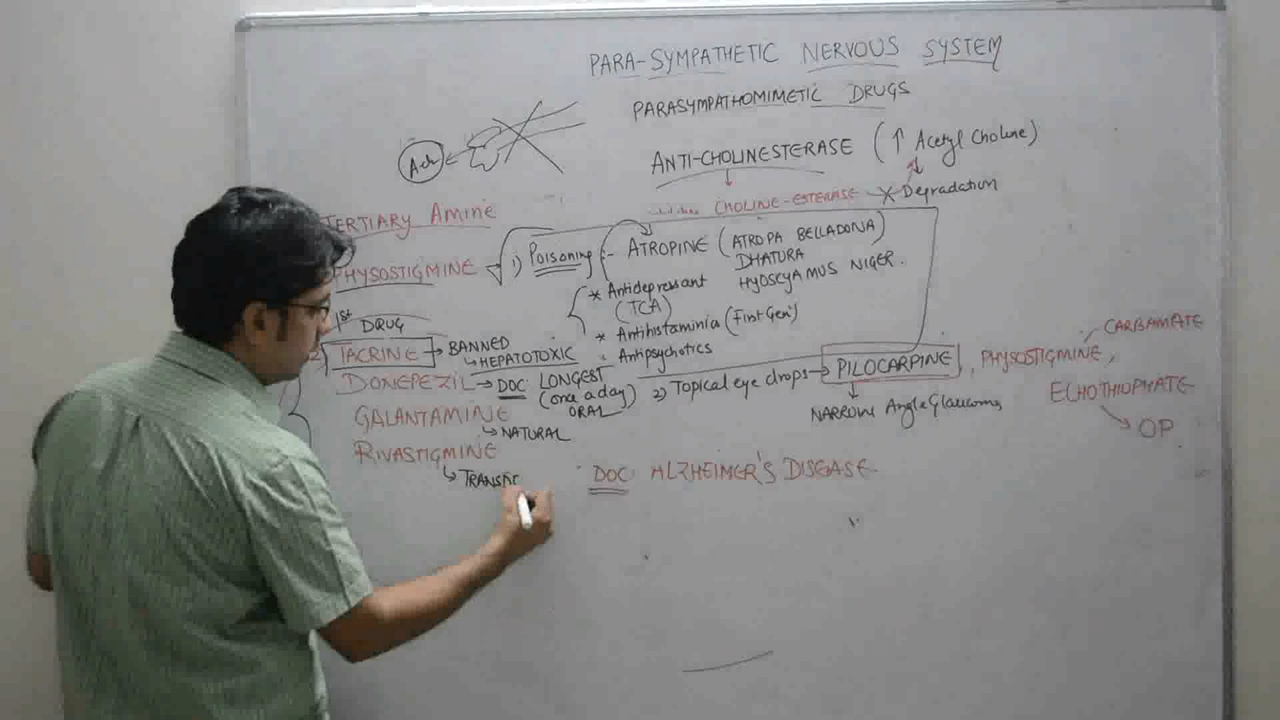 PARA-SYMPATHETIC NERVOUS SYSTEM
PARASYMPATHOMIMETIC DRUGS
ANTI-CHOLINESTERASE (↑ Acetyl Choline)
Ach
CHOLINE-ESTERASE X Degradation
TERTIARY AMINE
PHYSOSTIGMINE 1) Poisoning :- ATROPINE (ATROPA BELLADONA)
DHATURA
HYOSCYAMUS NIGER.
* Antidepressant
(TCA)
* Antihistaminia (First Gen)
* Antipsychotics
1st DRUG
2) TACRINE → BANNED
↳ HEPATOTOXIC
DONEPEZIL → DOC LONGEST
(once a day)
ORAL
2) Topical eye drops → PILOCARPINE, PHYSOSTIGMINE,
CARBAMATE
NARROW Angle Glaucoma
ECHOTHIOPHATE
OP
GALANTAMINE
↳ NATURAL
RIVASTIGMINE
↳ TRANSD
DOC ALZHEIMER'S DISEASE